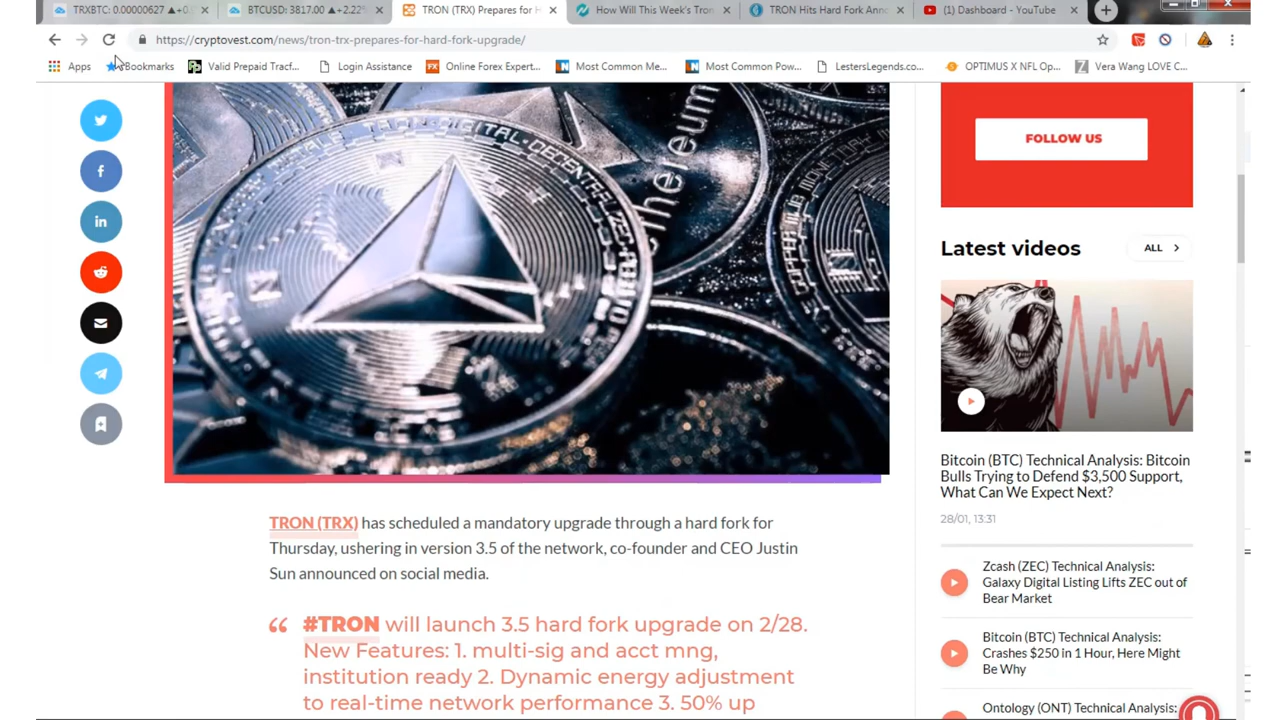 TRXBTC: 0.00000627 ▲+0.
BTCUSD: 3817.00 ▲+2.22%
TRON (TRX) Prepares for H
How Will This Week's Tron
TRON Hits Hard Fork Ann
(1) Dashboard - YouTube
https://cryptovest.com/news/tron-trx-prepares-for-hard-fork-upgrade/
Apps
Bookmarks
Valid Prepaid Tracf...
Login Assistance
Online Forex Expert...
Most Common Me...
Most Common Pow...
LestersLegends.co...
OPTIMUS X NFL Op...
Vera Wang LOVE C...
FOLLOW US
Latest videos
ALL
Bitcoin (BTC) Technical Analysis: Bitcoin
Bulls Trying to Defend $3,500 Support,
What Can We Expect Next?
28/01, 13:31
Zcash (ZEC) Technical Analysis:
Galaxy Digital Listing Lifts ZEC out of
Bear Market
Bitcoin (BTC) Technical Analysis:
Crashes $250 in 1 Hour, Here Might
Be Why
Ontology (ONT) Technical Analysis:
ethereum
TRON (TRX) has scheduled a mandatory upgrade through a hard fork for
Thursday, ushering in version 3.5 of the network, co-founder and CEO Justin
Sun announced on social media.
“ #TRON will launch 3.5 hard fork upgrade on 2/28.
New Features: 1. multi-sig and acct mng,
institution ready 2. Dynamic energy adjustment
to real-time network performance 3. 50% up